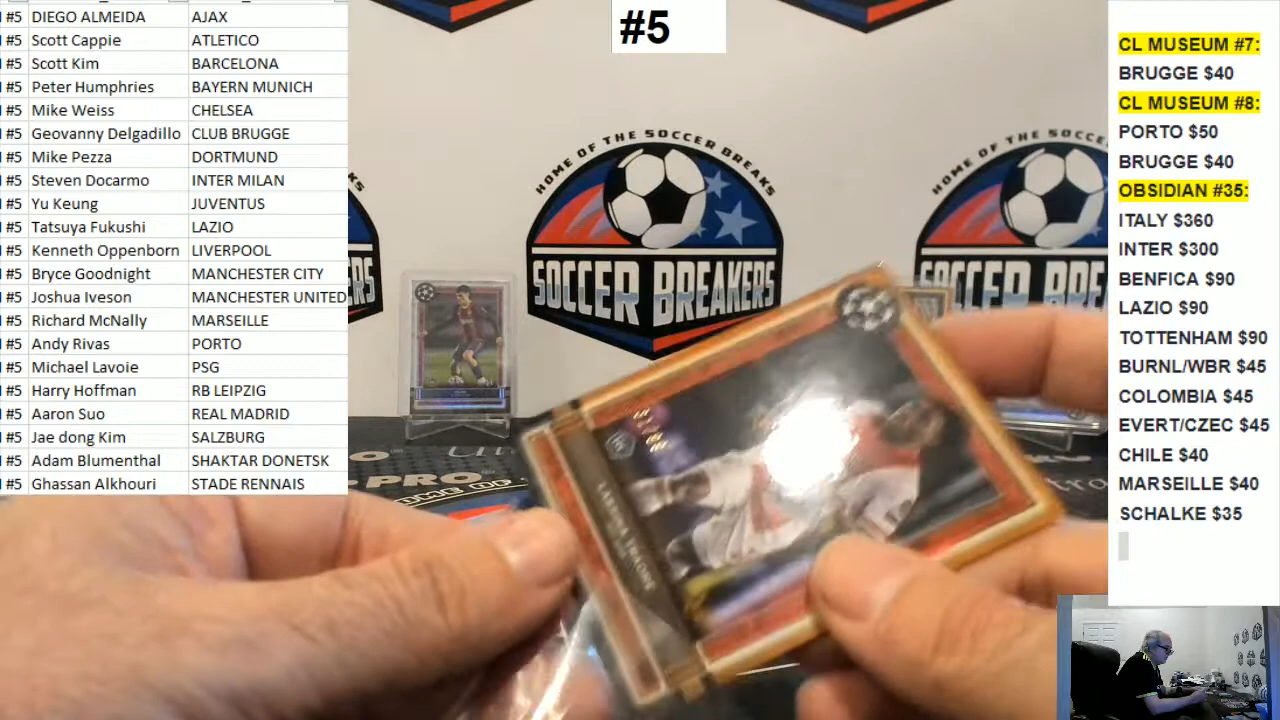 #5 DIEGO ALMEIDA AJAX
#5 Scott Cappie ATLETICO
#5 Scott Kim BARCELONA
#5 Peter Humphries BAYERN MUNICH
#5 Mike Weiss CHELSEA
#5 Geovanny Delgadillo CLUB BRUGGE
#5 Mike Pezza DORTMUND
#5 Steven Docarmo INTER MILAN
#5 Yu Keung JUVENTUS
#5 Tatsuya Fukushi LAZIO
#5 Kenneth Oppenborn LIVERPOOL
#5 Bryce Goodnight MANCHESTER CITY
#5 Joshua Iveson MANCHESTER UNITED
#5 Richard McNally MARSEILLE
#5 Andy Rivas PORTO
#5 Michael Lavoie PSG
#5 Harry Hoffman RB LEIPZIG
#5 Aaron Suo REAL MADRID
#5 Jae dong Kim SALZBURG
#5 Adam Blumenthal SHAKTAR DONETSK
#5 Ghassan Alkhouri STADE RENNAIS
#5
HOME OF THE SOCCER BREAKS
SOCCER BREAKERS
HOME OF THE SOCCER
SOCCER BREAKERS
CL MUSEUM #7:
BRUGGE $40
CL MUSEUM #8:
PORTO $50
BRUGGE $40
OBSIDIAN #35:
ITALY $360
INTER $300
BENFICA $90
LAZIO $90
TOTTENHAM $90
BURNL/WBR $45
COLOMBIA $45
EVERT/CZEC $45
CHILE $40
MARSEILLE $40
SCHALKE $35